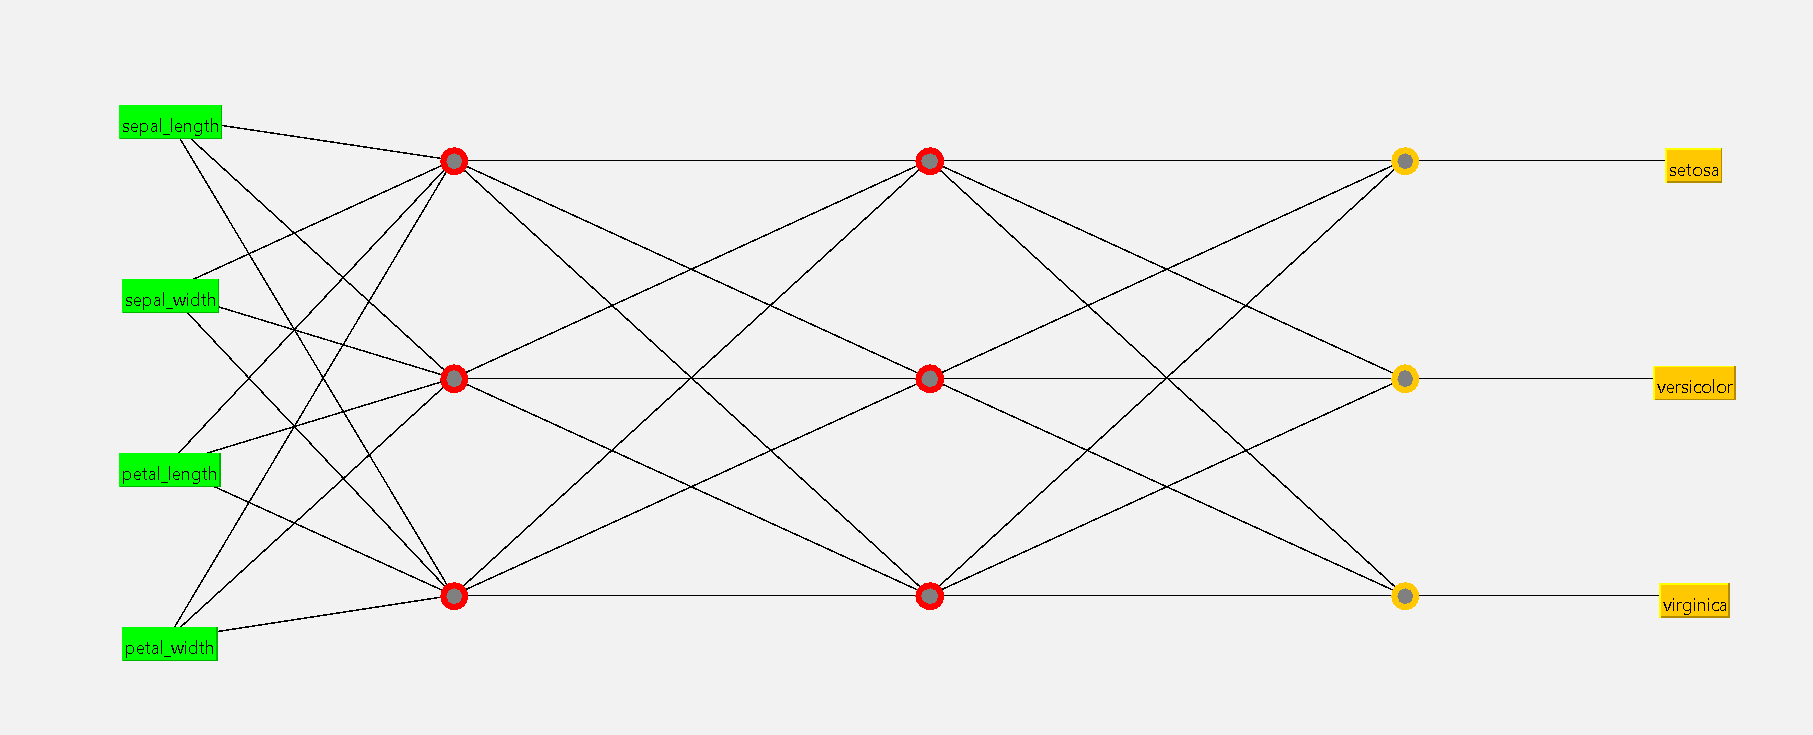 sepal_length
sepal_width
petal_length
petal_width
setosa
versicolor
virginica